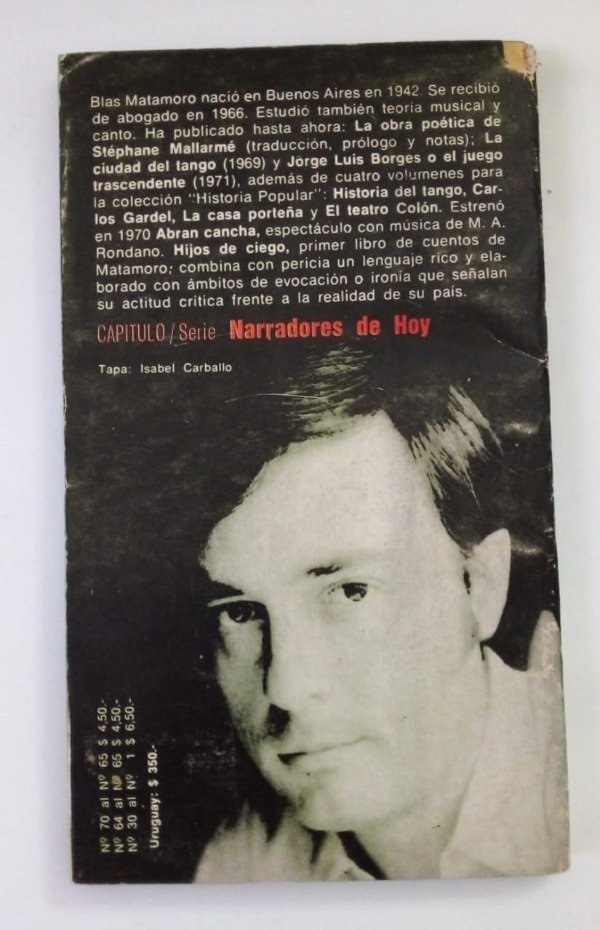 Blas Matamoro nació en Buenos Aires en 1942. Se recibió
de abogado en 1966. Estudió también teoría musical y
canto. Ha publicado hasta ahora: La obra poética de
Stéphane Mallarmé (traducción, prólogo y notas); La
ciudad del tango (1969) y Jorge Luis Borges o el juego
trascendente (1971), además de cuatro volumenes para
la colección "Historia Popular": Historia del tango, Car-
los Gardel, La casa porteña y El teatro Colón. Estrenó
en 1970 Abran cancha, espectáculo con música de M. A.
Rondano. Hijos de ciego, primer libro de cuentos de
Matamoro, combina con pericia un lenguaje rico y ela-
borado con ámbitos de evocación o ironía que señalan
su actitud crítica frente a la realidad de su país.
CAPITULO/Serie Narradores de Hoy
Tapa: Isabel Carballo
Nº 70 al Nº 65 $ 4,50.-
Nº 64 al Nº 65 $ 4,50.-
Nº 30 al Nº 1 $ 6,50.-
Uruguay: $ 350.-